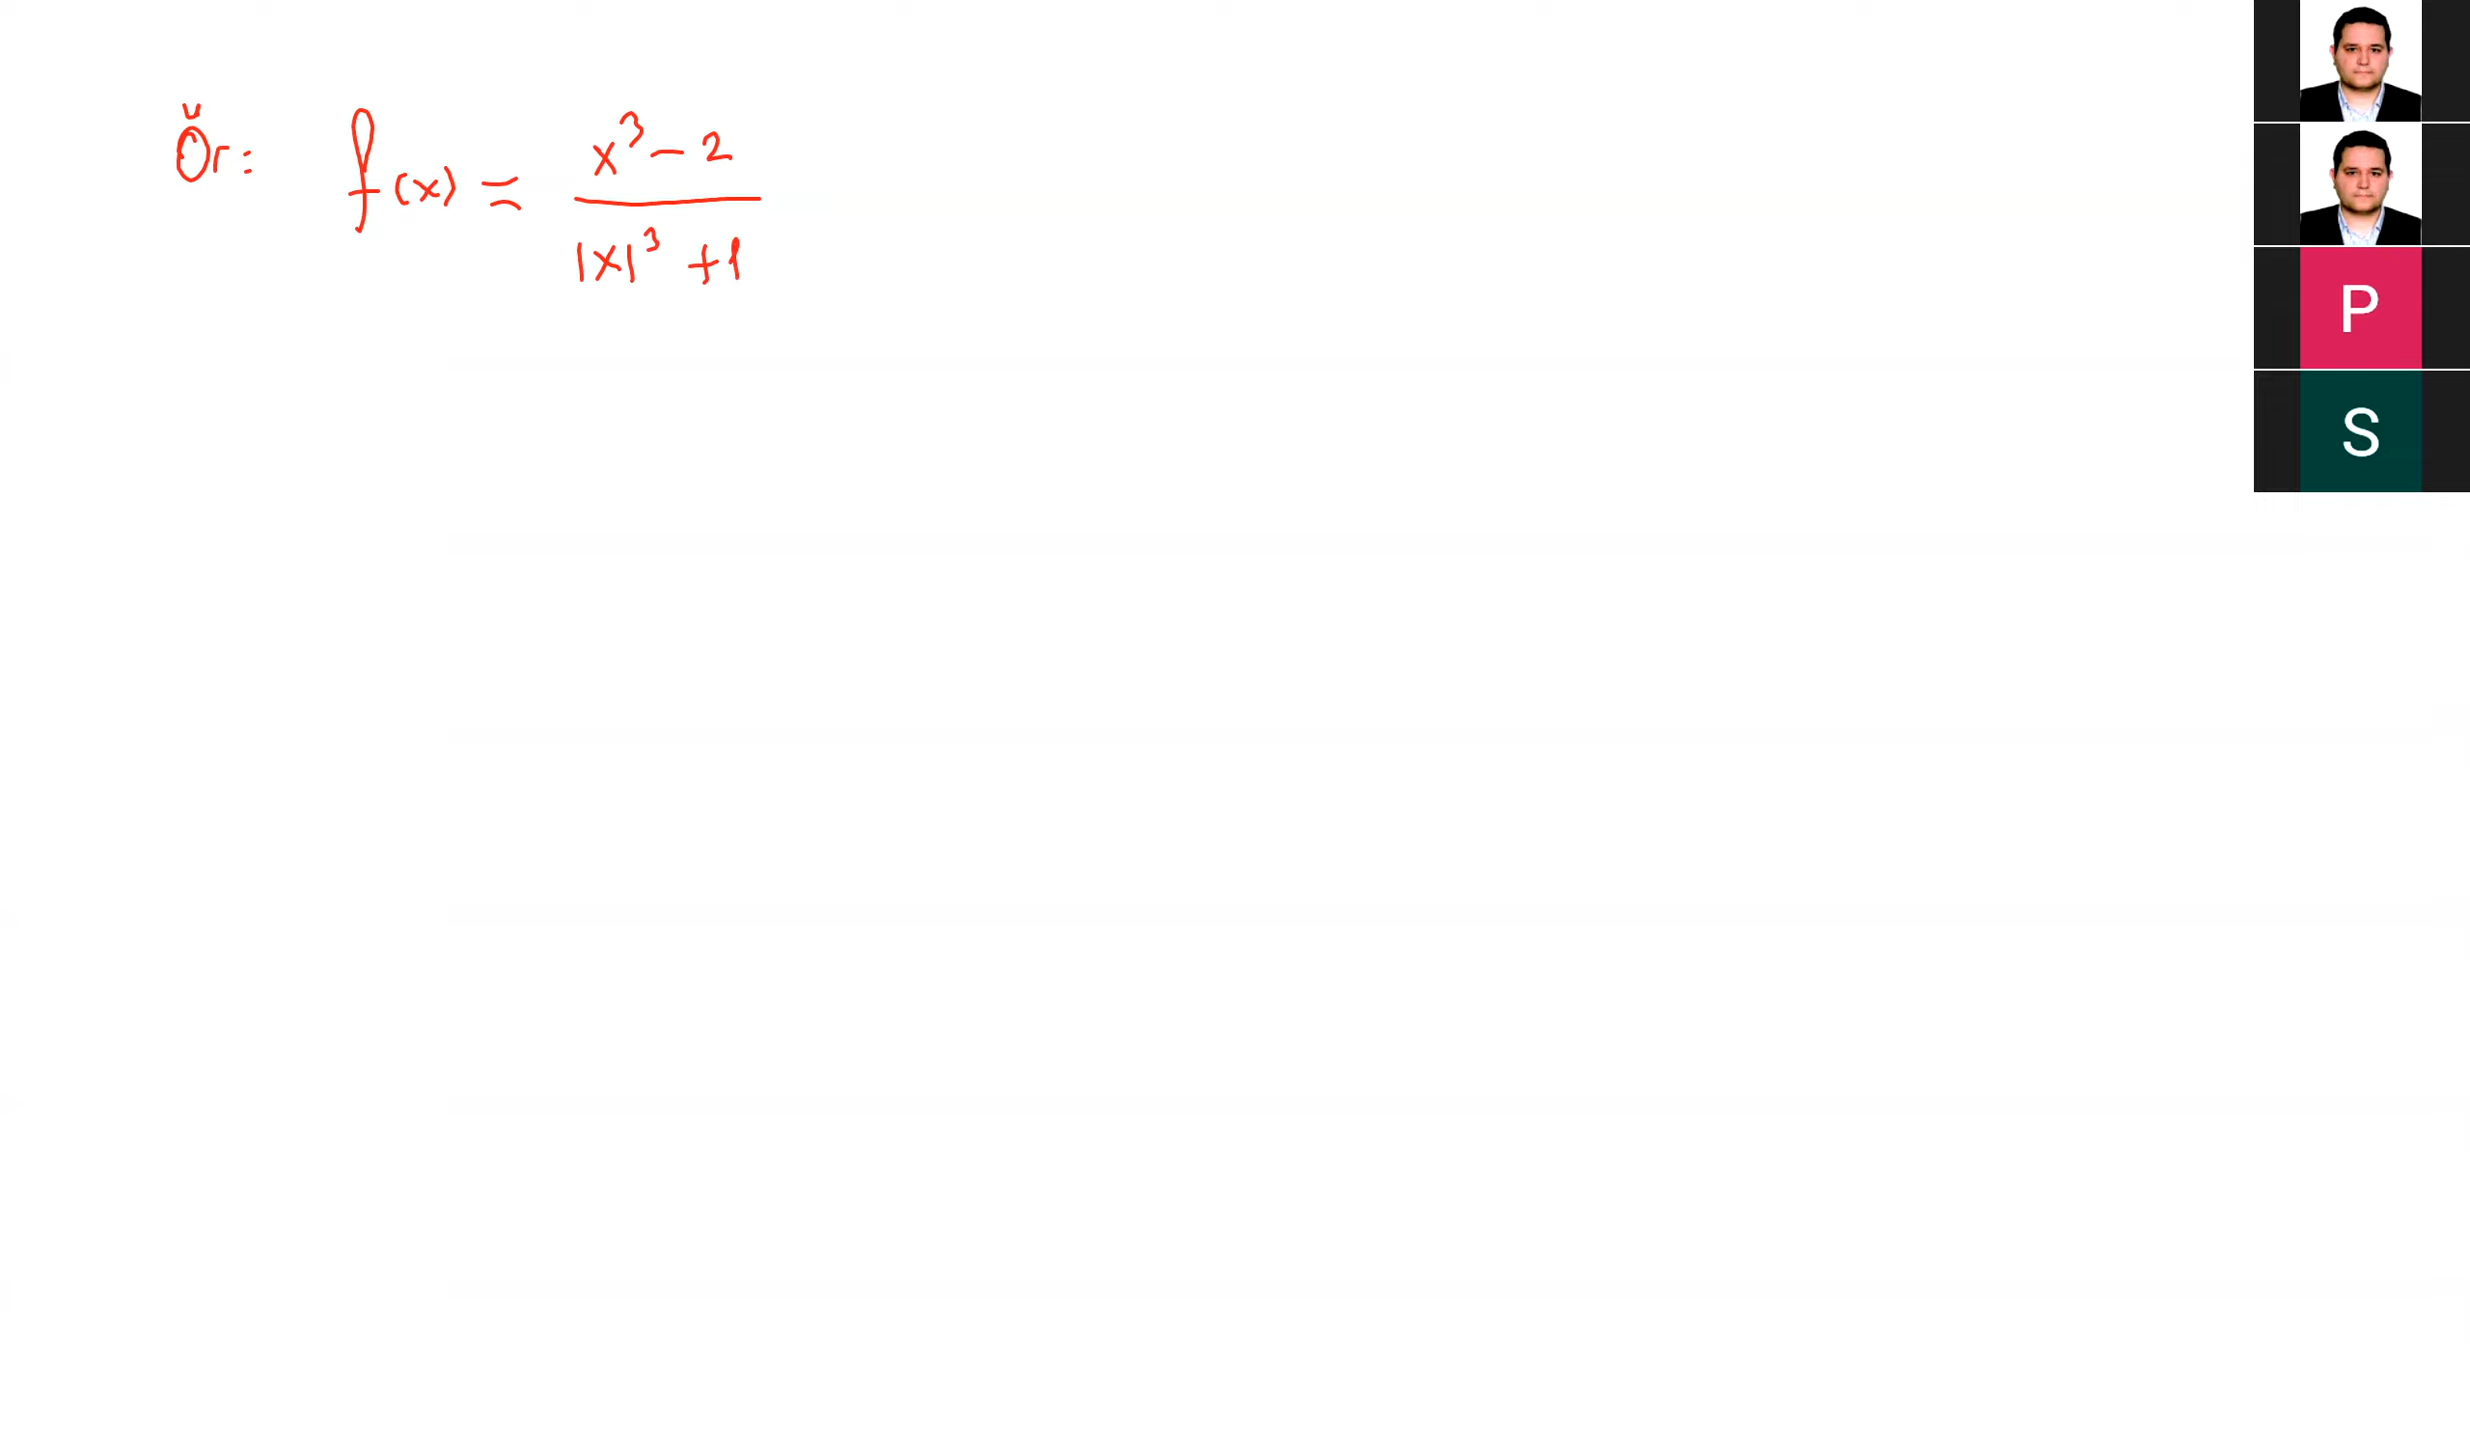 Ör: f(x) = x³ - 2 / |x|³ + 1
P
S